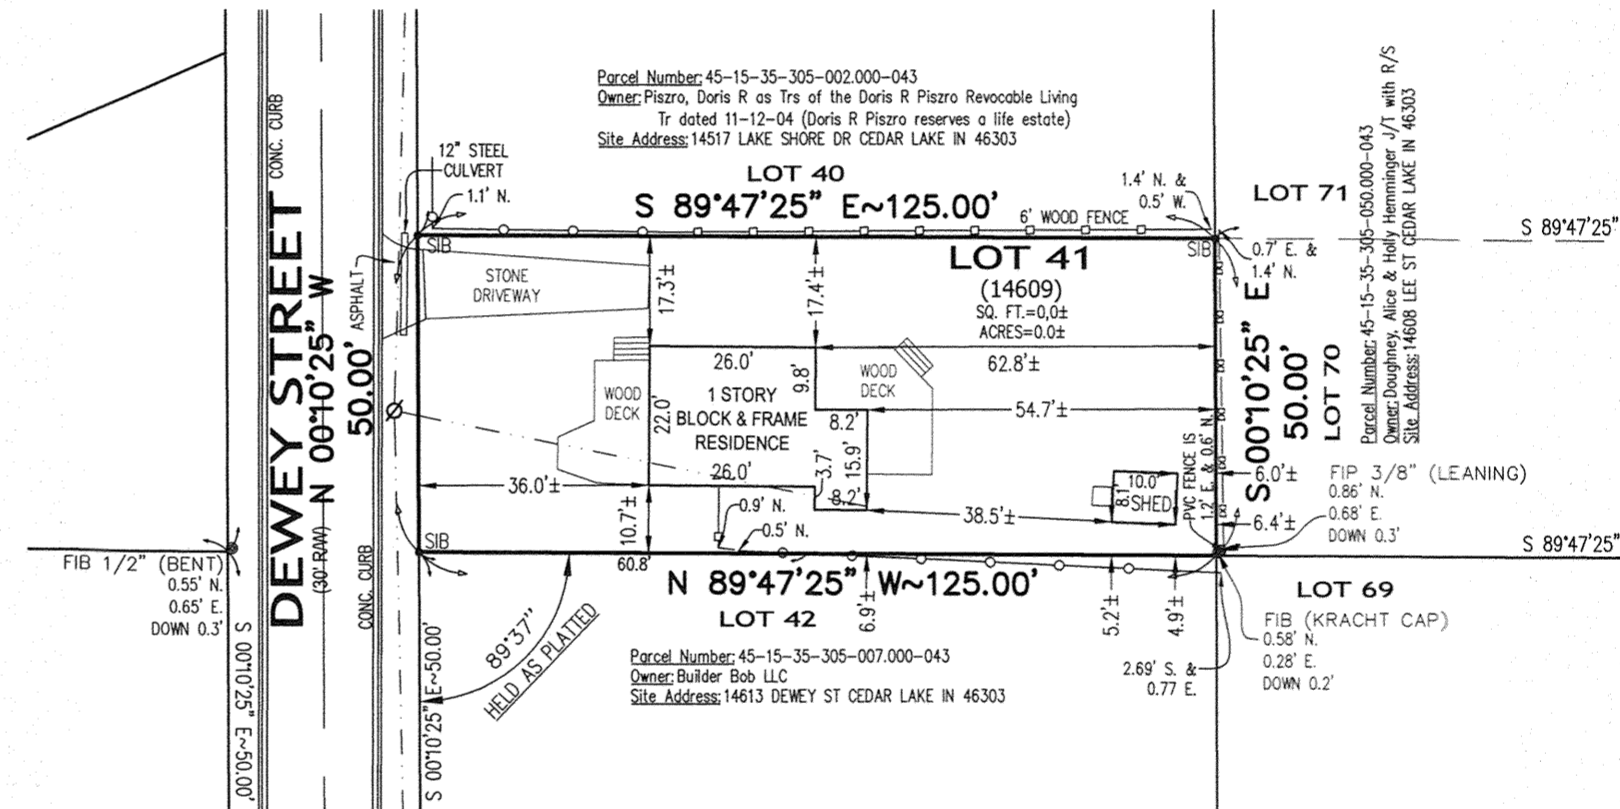 Parcel Number: 45-15-35-305-002.000-043
Owner: Piszro, Doris R as Trs of the Doris R Piszro Revocable Living
Tr dated 11-12-04 (Doris R Piszro reserves a life estate)
Site Address: 14517 LAKE SHORE DR CEDAR LAKE IN 46303
LOT 40
S 89°47'25" E~125.00'
12" STEEL
CULVERT
1.1' N.
1.4' N. &
0.5' W.
6' WOOD FENCE
LOT 71
S 89°47'25"
SIB
SIB
0.7' E. &
1.4' N.
CONC. CURB
DEWEY STREET
(30' R/W)
N 00°10'25" W
50.00'
ASPHALT
CONC. CURB
STONE
DRIVEWAY
17.3'±
17.4'±
LOT 41
(14609)
SQ. FT.=0,0±
ACRES=0.0±
62.8'±
26.0'
9.8'
WOOD
DECK
WOOD
DECK
22.0'
1 STORY
BLOCK & FRAME
RESIDENCE
8.2'
54.7'±
26.0'
3.7'
15.9'
8.2'
36.0'±
10.7'±
0.9' N.
0.5' N.
38.5'±
10.0'
8.1'
SHED
PVC FENCE IS
1.2' E. & 0.6' N.
6.0'±
6.4'±
S 00°10'25" E
50.00'
LOT 70
Parcel Number: 45-15-35-305-050.000-043
Owner: Doughney, Alice & Holly Hemminger J/T with R/S
Site Address: 14608 LEE ST CEDAR LAKE IN 46303
FIP 3/8" (LEANING)
0.86' N.
0.68' E.
DOWN 0.3'
S 89°47'25"
SIB
FIB 1/2" (BENT)
0.55' N.
0.65' E.
DOWN 0.3'
S 00°10'25" E~50.00'
S 00°10'25" E~50.00'
60.8'
N 89°47'25" W~125.00'
LOT 42
6.9'±
5.2'±
4.9'±
89°37"
HELD AS PLATTED
Parcel Number: 45-15-35-305-007.000-043
Owner: Builder Bob LLC
Site Address: 14613 DEWEY ST CEDAR LAKE IN 46303
2.69' S. &
0.77 E.
LOT 69
FIB (KRACHT CAP)
0.58' N.
0.28' E.
DOWN 0.2'